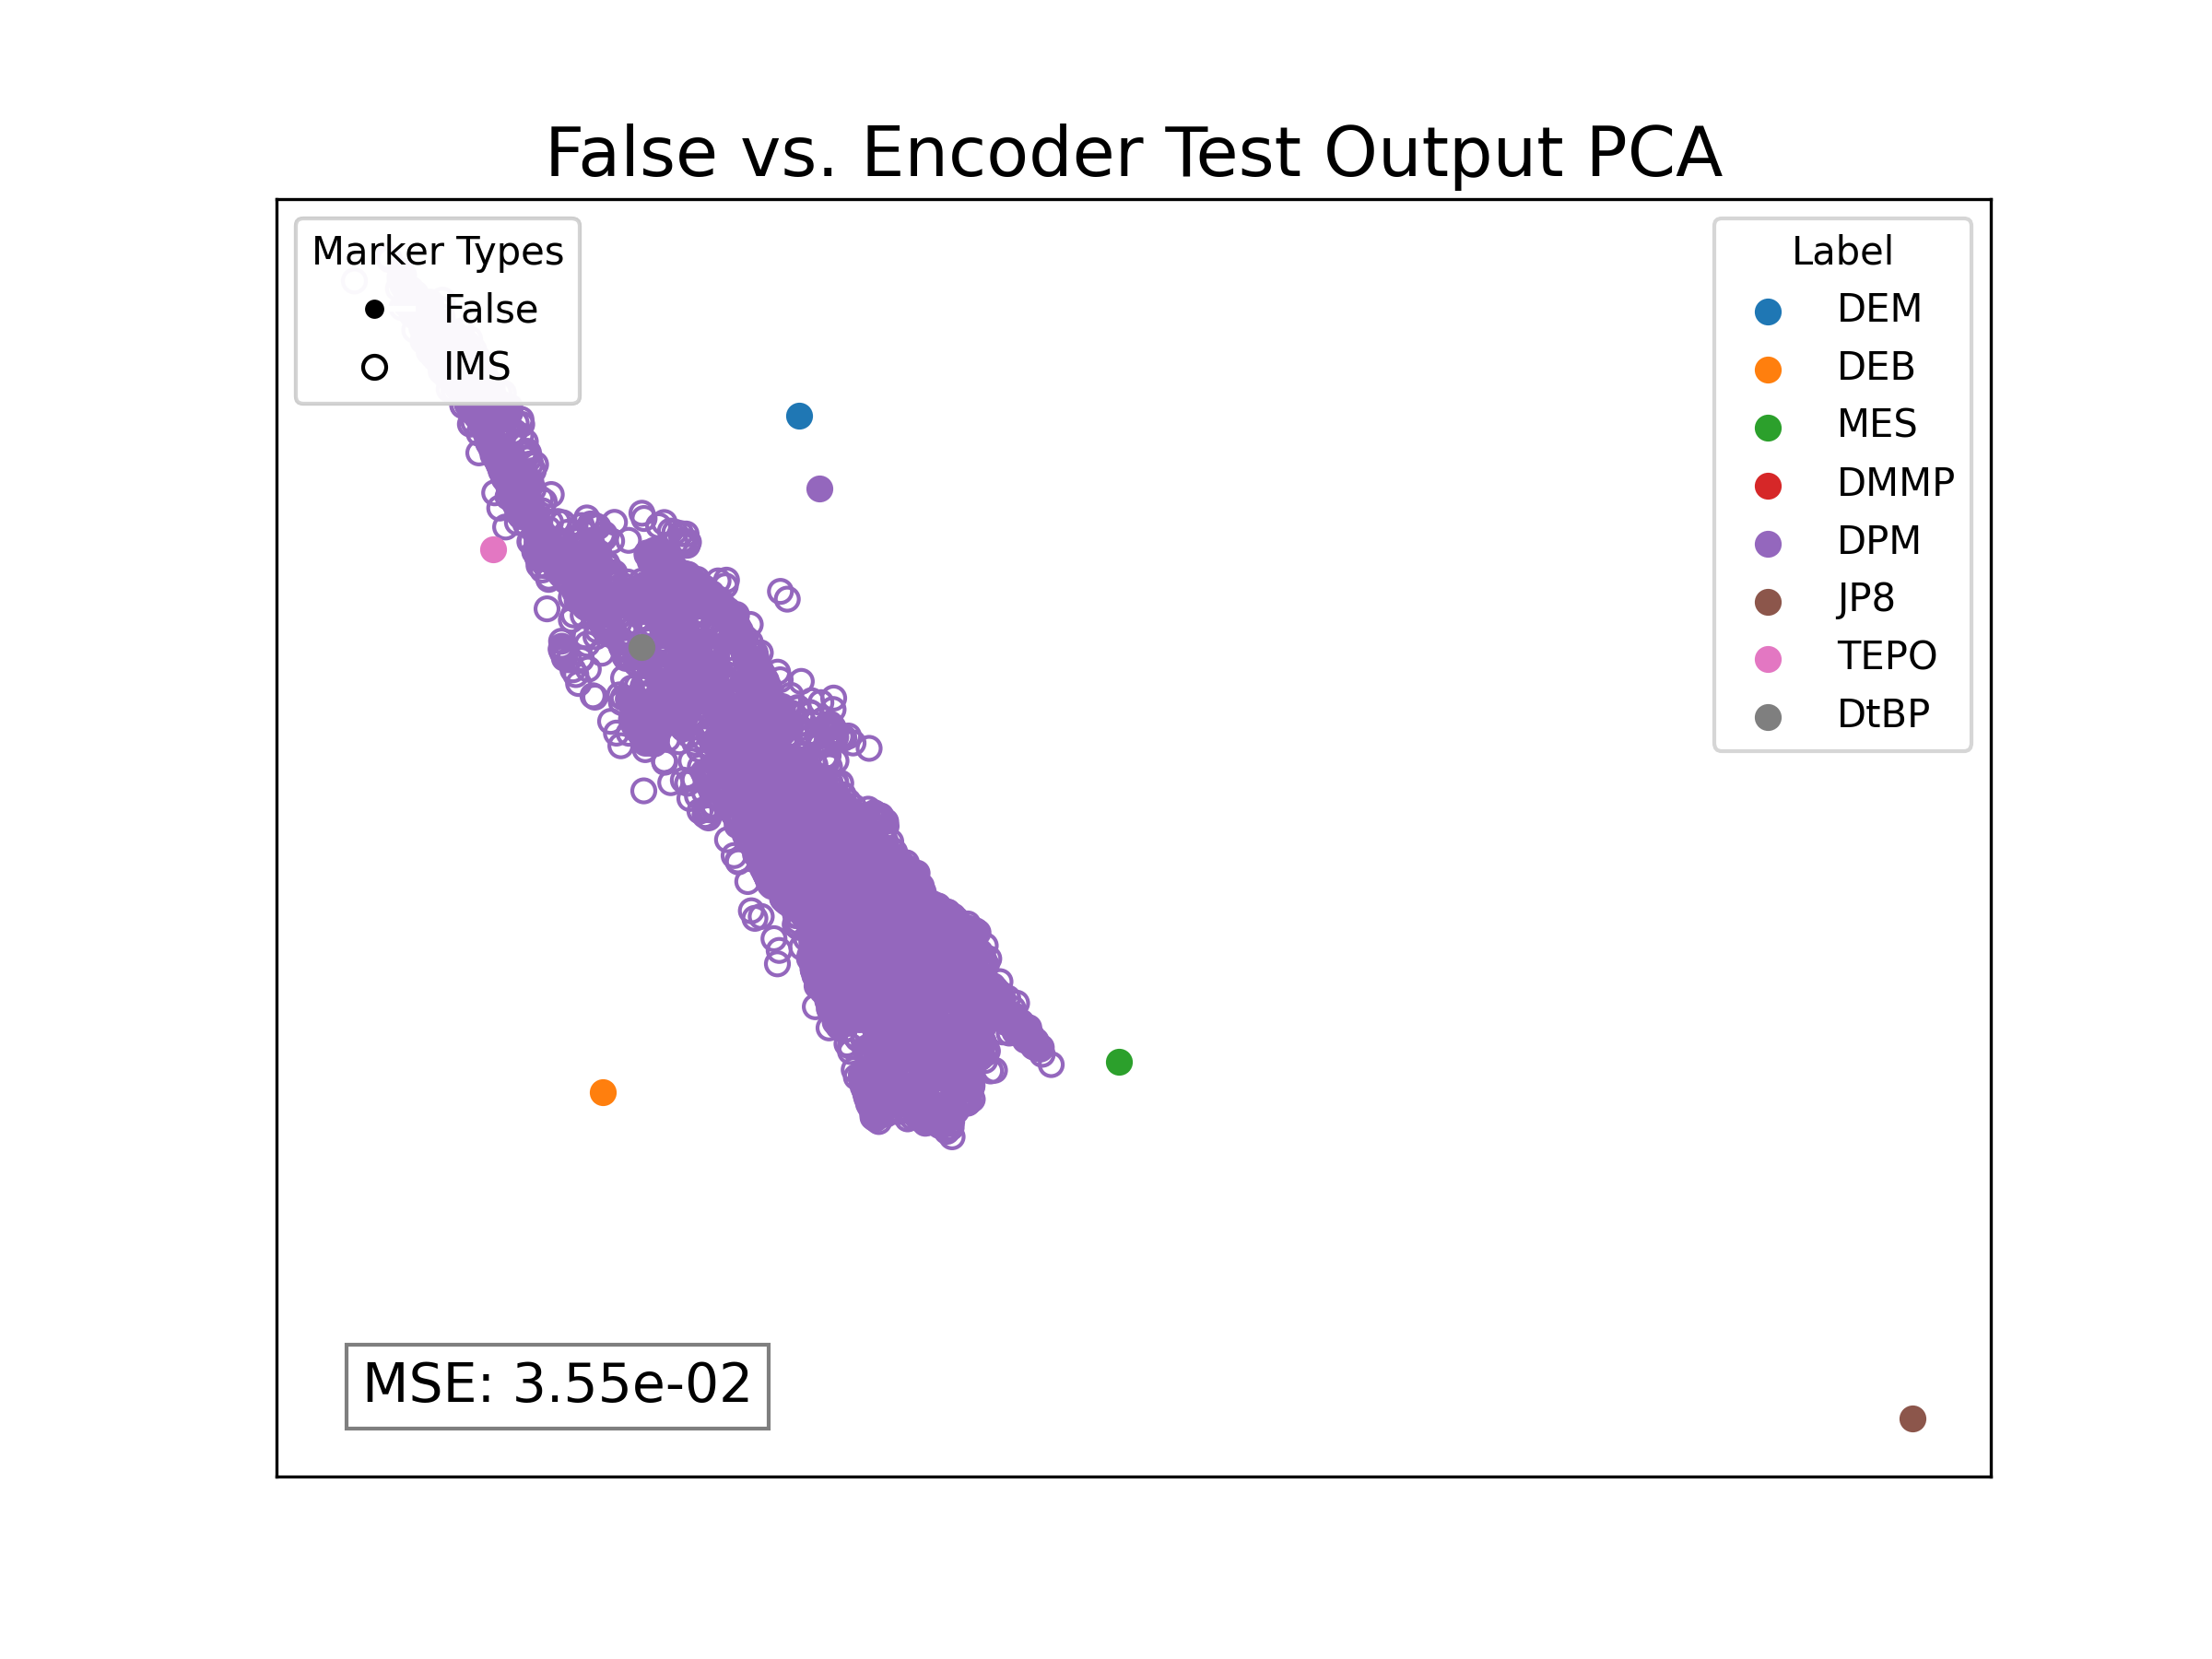 False vs. Encoder Test Output PCA
Marker Types
False
IMS
Label
DEM
DEB
MES
DMMP
DPM
JP8
TEPO
DtBP
MSE: 3.55e-02